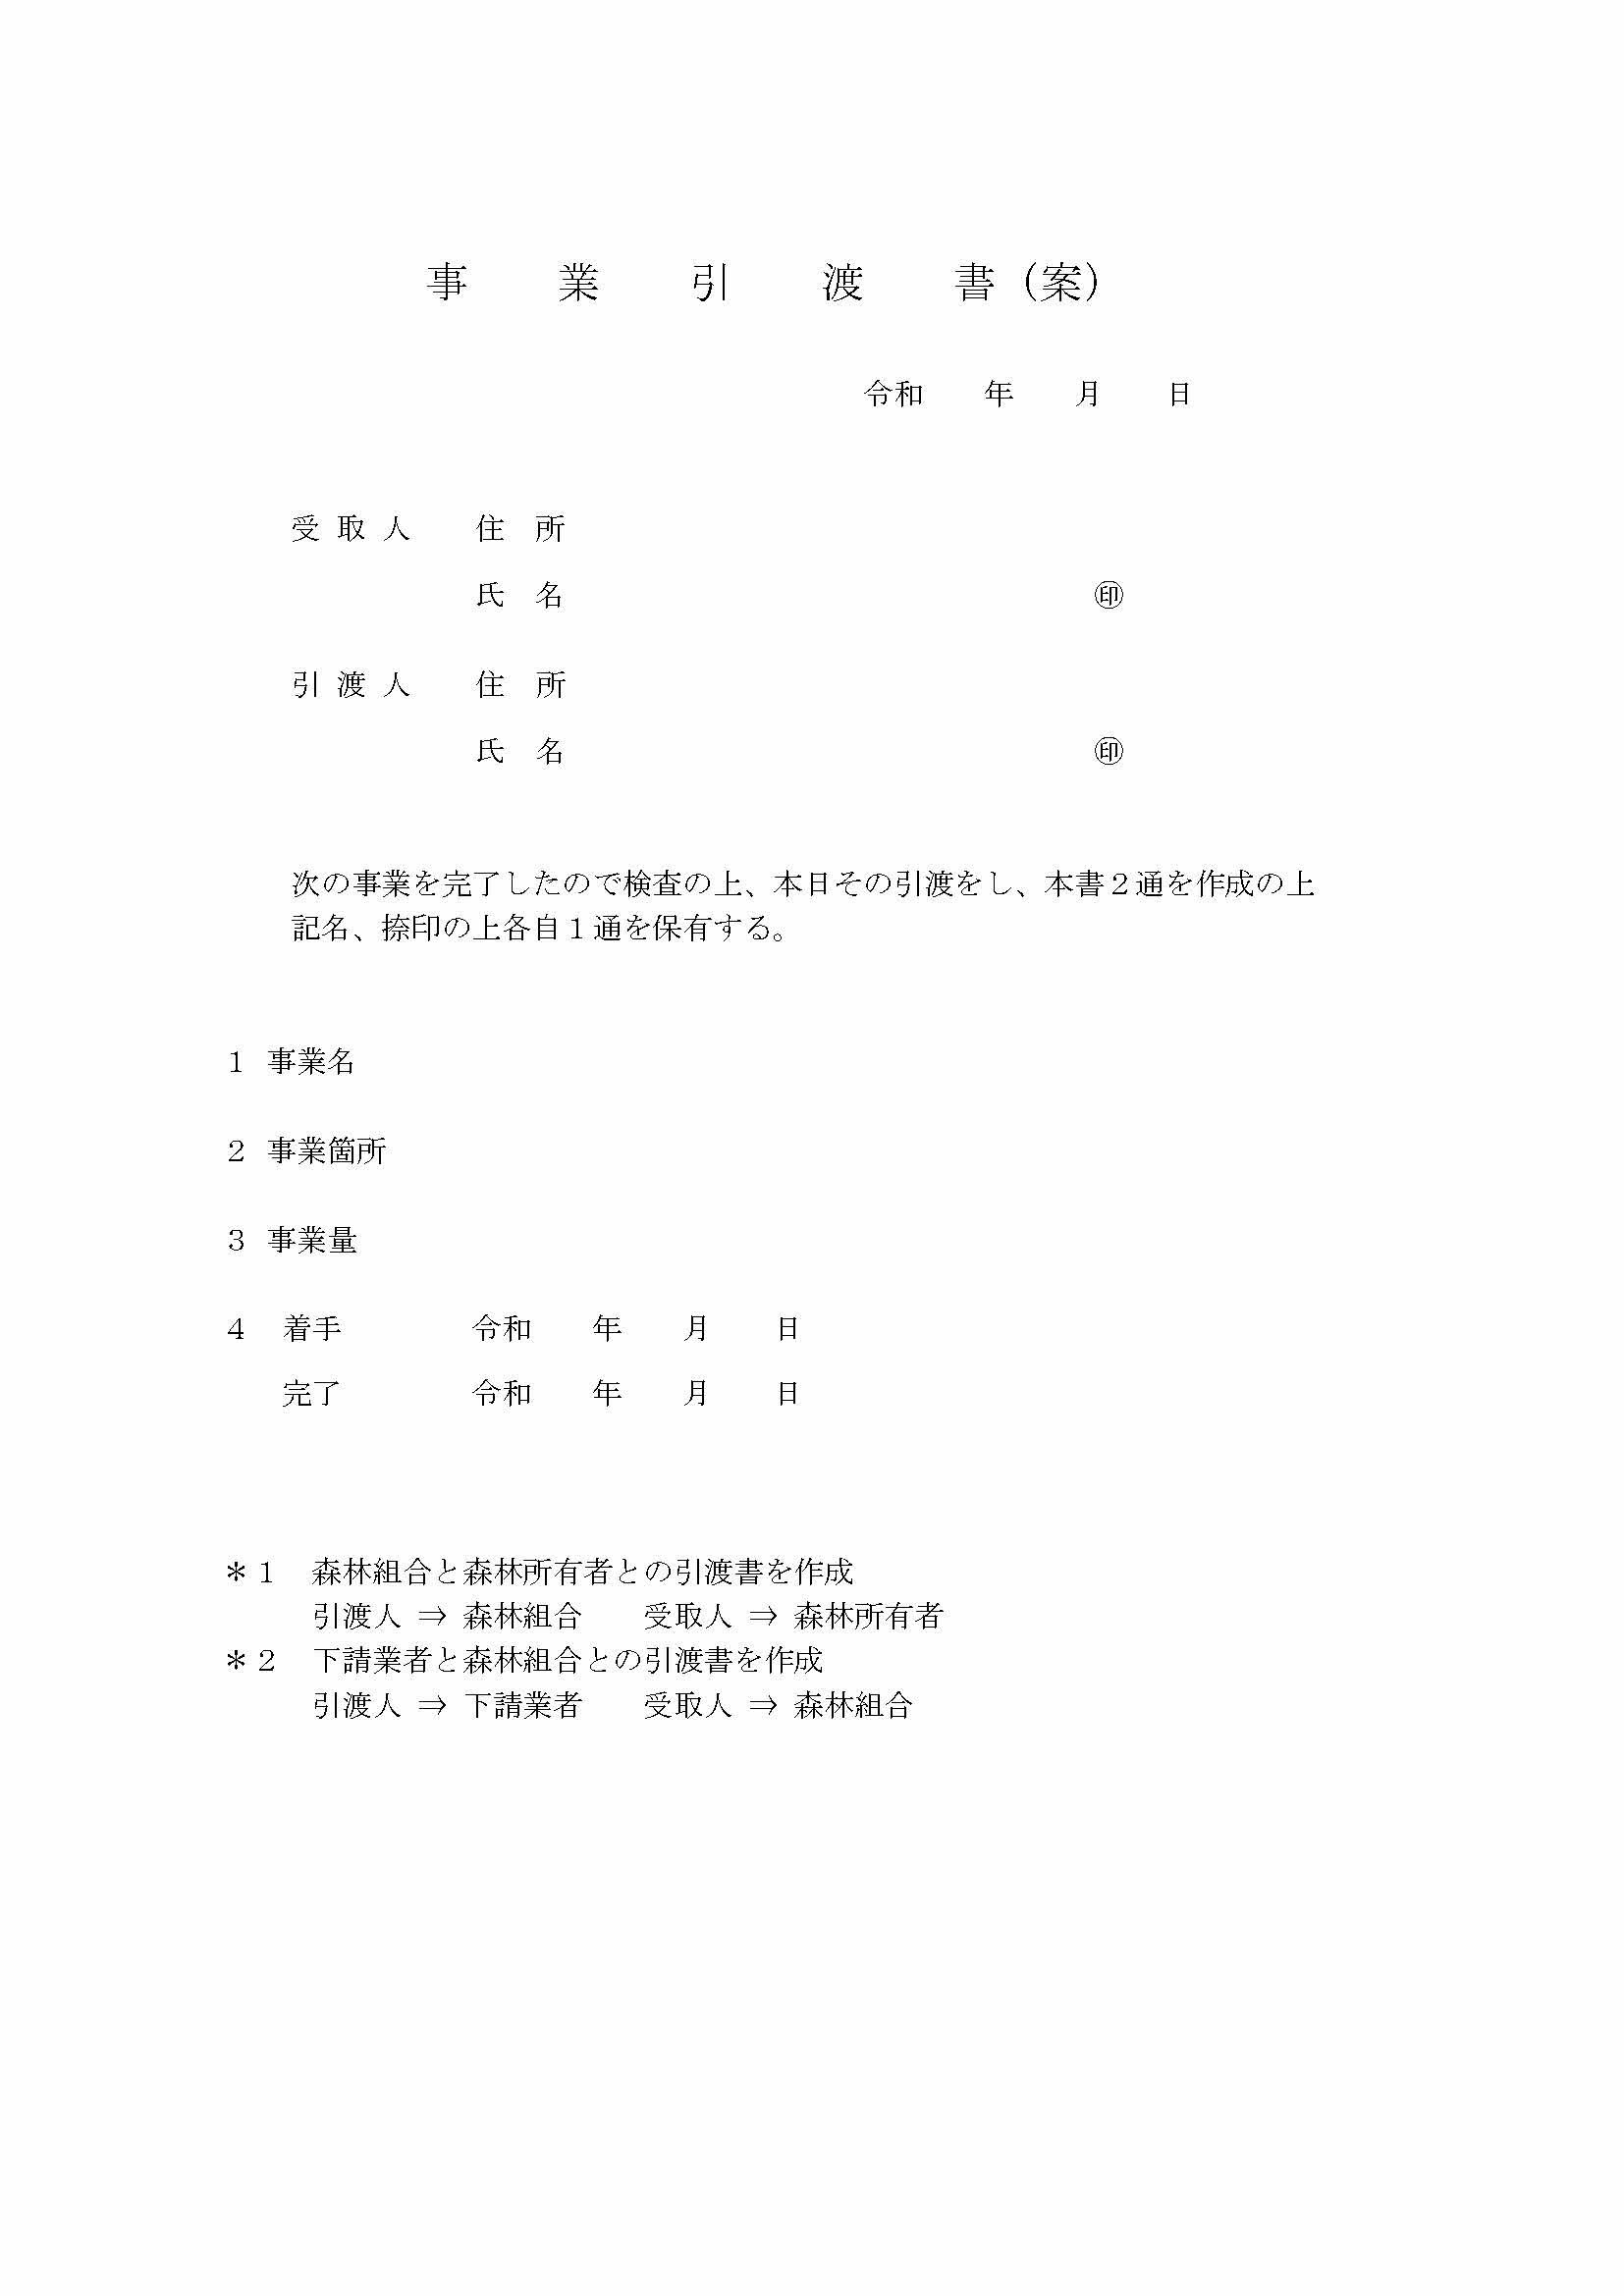 事　業　引　渡　書（案）
令和　　年　　月　　日
受取人　住　所
氏　名　㊞
引渡人　住　所
氏　名　㊞
次の事業を完了したので検査の上、本日その引渡をし、本書２通を作成の上
記名、捺印の上各自１通を保有する。
１ 事業名
２ 事業箇所
３ 事業量
４　着手　　令和　　年　　月　　日
完了　　令和　　年　　月　　日
＊１　森林組合と森林所有者との引渡書を作成
引渡人 ⇒ 森林組合　　受取人 ⇒ 森林所有者
＊２　下請業者と森林組合との引渡書を作成
引渡人 ⇒ 下請業者　　受取人 ⇒ 森林組合